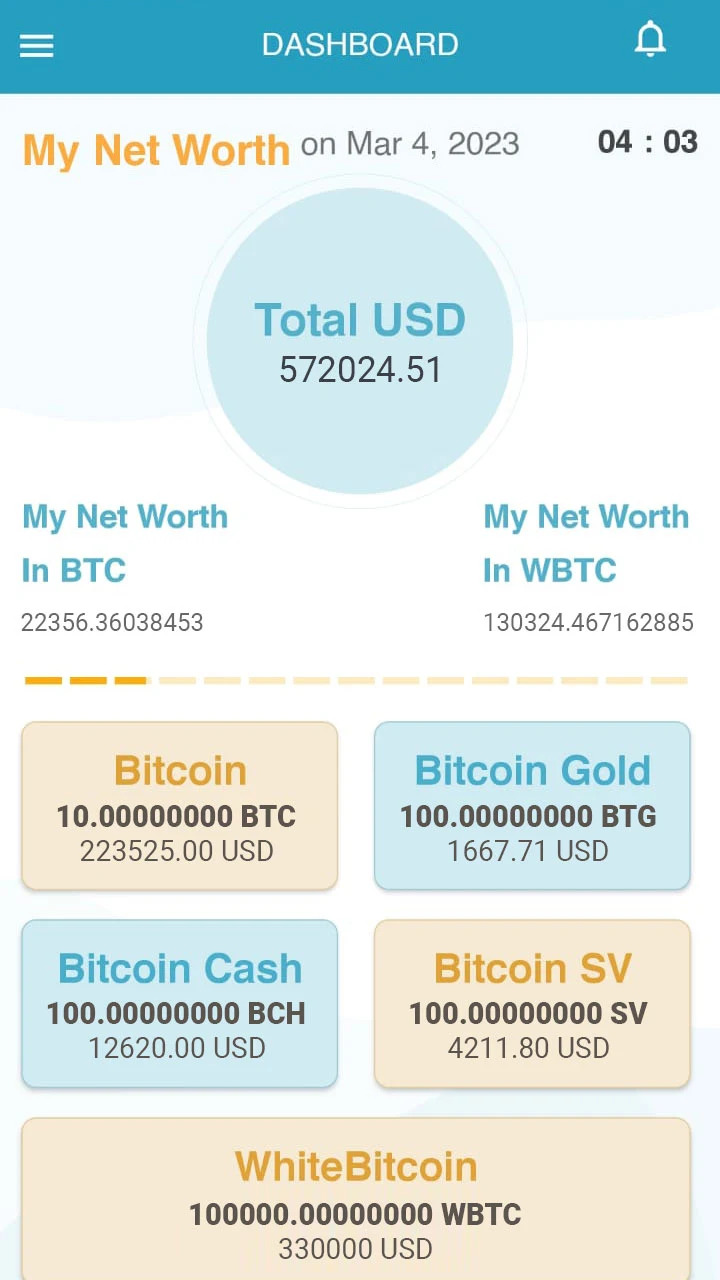 DASHBOARD
My Net Worth on Mar 4, 2023 04 : 03
Total USD
572024.51
My Net Worth
In BTC
22356.36038453
My Net Worth
In WBTC
130324.467162885
Bitcoin
10.00000000 BTC
223525.00 USD
Bitcoin Gold
100.00000000 BTG
1667.71 USD
Bitcoin Cash
100.00000000 BCH
12620.00 USD
Bitcoin SV
100.00000000 SV
4211.80 USD
WhiteBitcoin
100000.00000000 WBTC
330000 USD